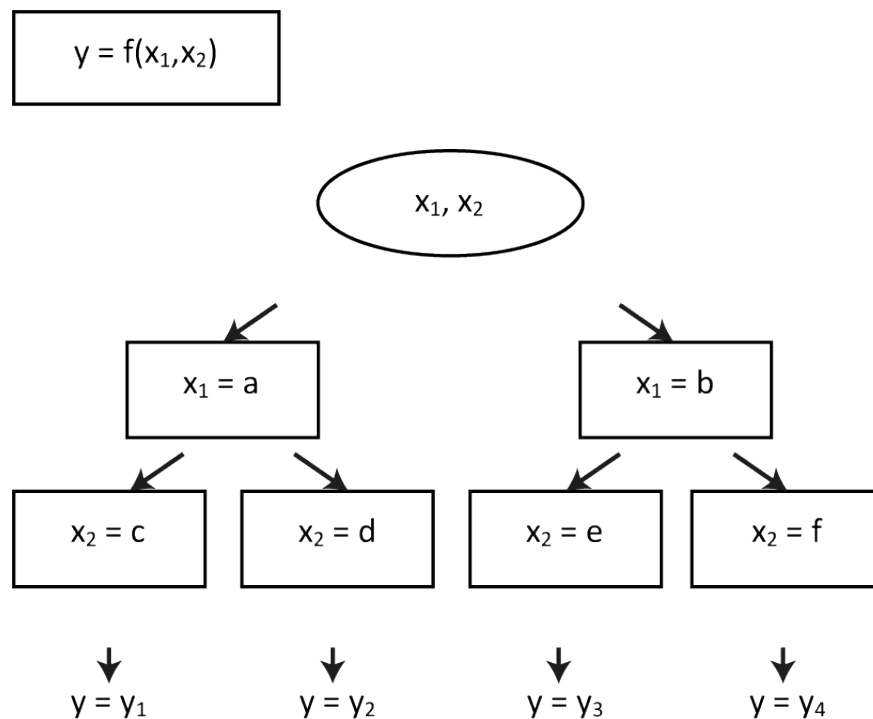 y = f(x₁,x₂)
x₁, x₂
x₁ = a
x₁ = b
x₂ = c
x₂ = d
x₂ = e
x₂ = f
y = y₁
y = y₂
y = y₃
y = y₄